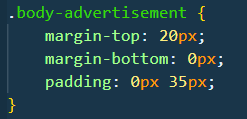 .body-advertisement {
    margin-top: 20px;
    margin-bottom: 0px;
    padding: 0px 35px;
}